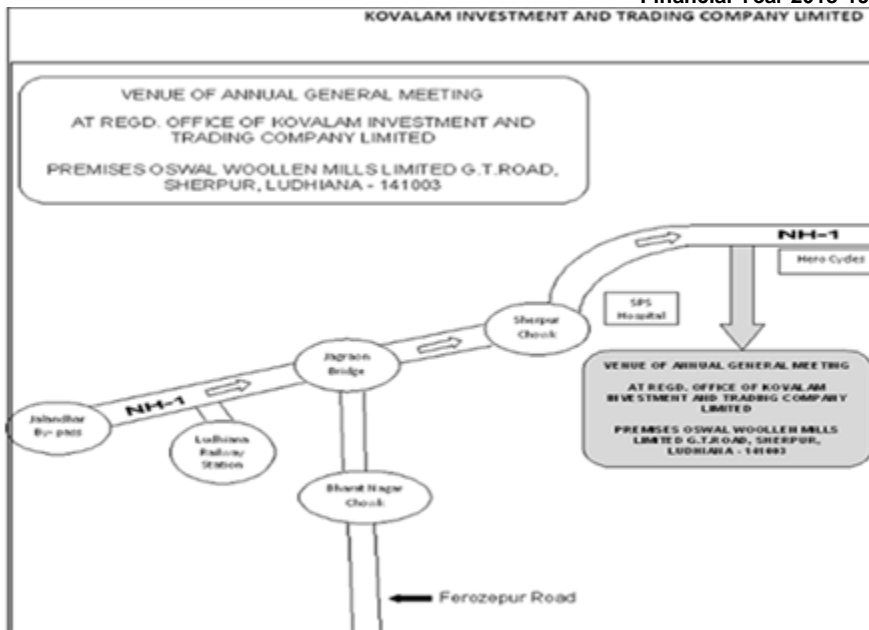 KOVALAM INVESTMENT AND TRADING COMPANY LIMITED
VENUE OF ANNUAL GENERAL MEETING
AT REGD. OFFICE OF KOVALAM INVESTMENT AND
TRADING COMPANY LIMITED
PREMISES OSWAL WOOLLEN MILLS LIMITED G.T.ROAD,
SHERPUR, LUDHIANA - 141003
NH-1
Hero Cycles
SPS
Hospital
Sherpur
Chowk
Jagraon
Bridge
NH-1
Jalandhar
By-pass
Ludhiana
Railway
Station
VENUE OF ANNUAL GENERAL MEETING
AT REGD. OFFICE OF KOVALAM
INVESTMENT AND TRADING COMPANY
LIMITED
PREMISES OSWAL WOOLLEN MILLS
LIMITED G.T.ROAD, SHERPUR,
LUDHIANA - 141003
Bharat Nagar
Chowk
Ferozepur Road